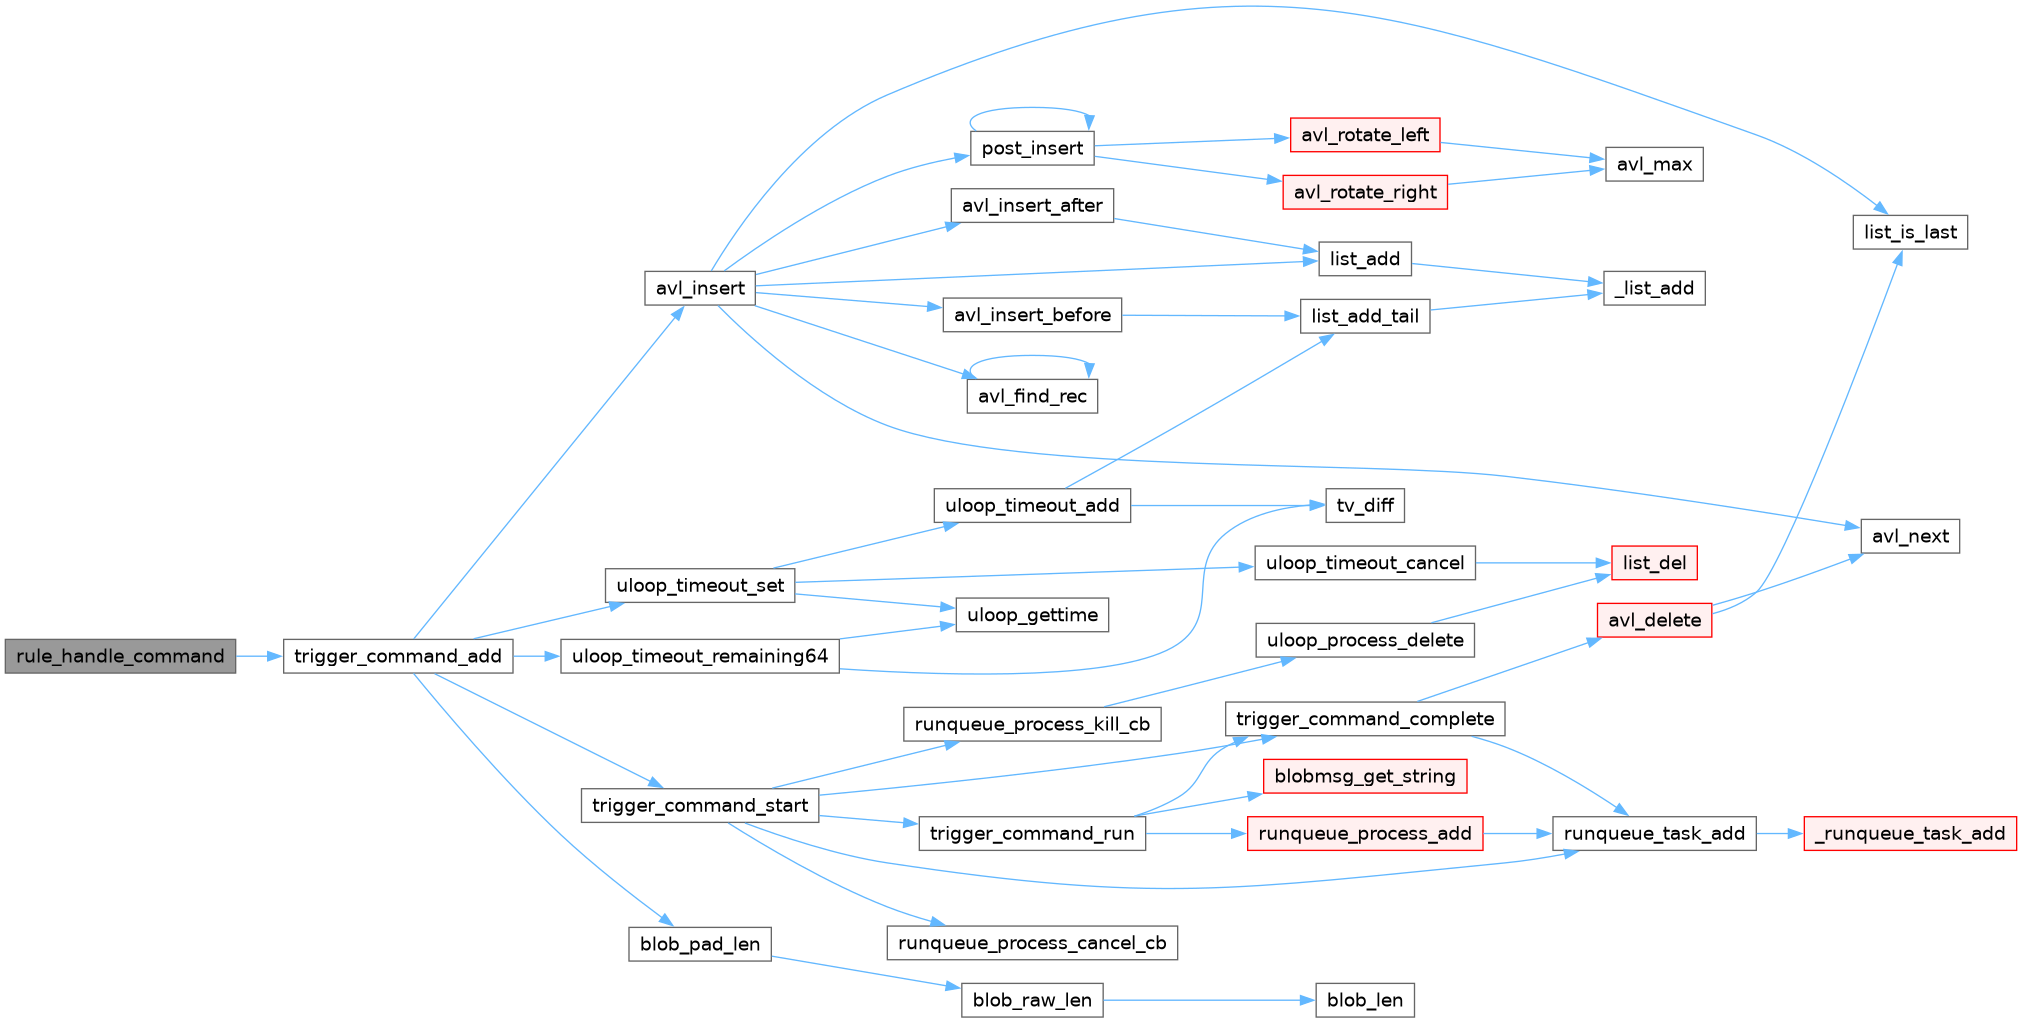 rule_handle_command
trigger_command_add
avl_insert
post_insert
avl_rotate_left
avl_max
avl_rotate_right
avl_insert_after
list_is_last
list_add
_list_add
avl_insert_before
list_add_tail
avl_find_rec
uloop_timeout_add
tv_diff
avl_next
uloop_timeout_set
uloop_timeout_cancel
list_del
uloop_gettime
avl_delete
uloop_timeout_remaining64
uloop_process_delete
runqueue_process_kill_cb
trigger_command_complete
trigger_command_start
blobmsg_get_string
trigger_command_run
runqueue_process_add
runqueue_task_add
_runqueue_task_add
blob_pad_len
runqueue_process_cancel_cb
blob_raw_len
blob_len